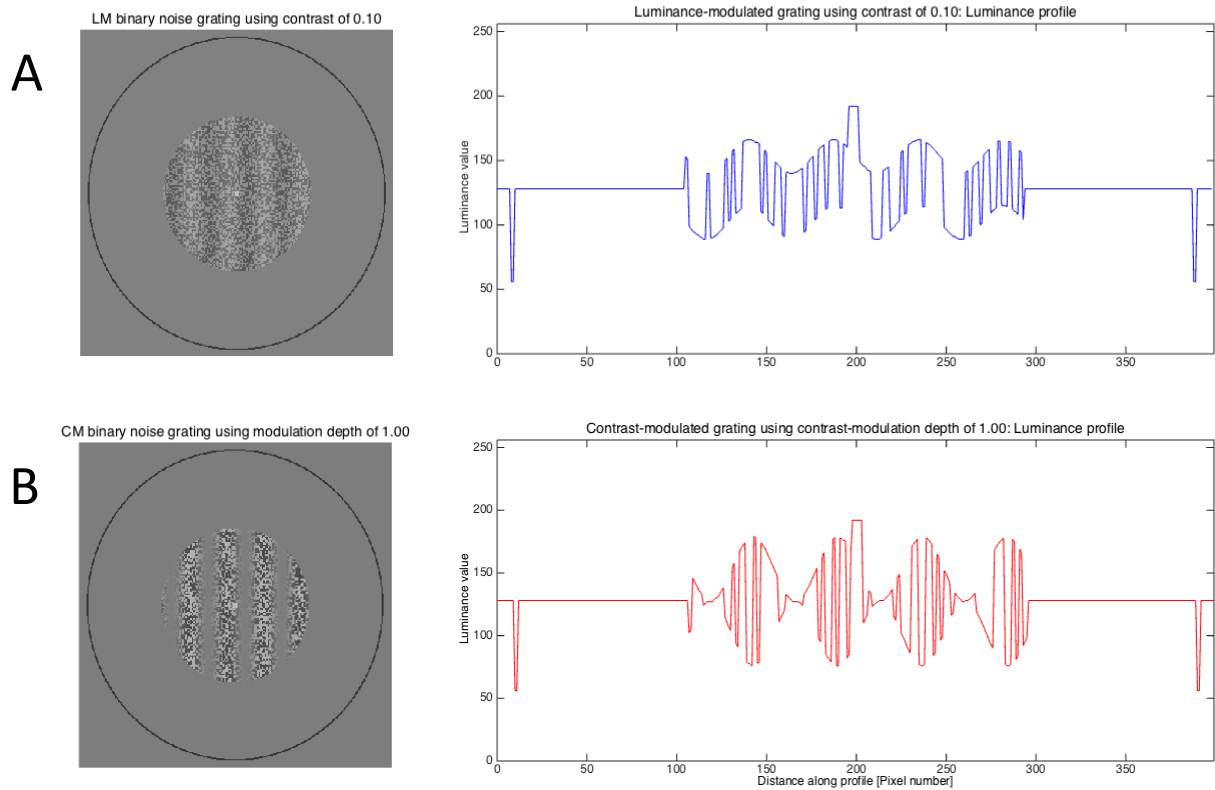 LM binary noise grating using contrast of 0.10
Luminance-modulated grating using contrast of 0.10: Luminance profile
A
250
200
150
100
50
0
Luminance value
0 50 100 150 200 250 300 350
CM binary noise grating using modulation depth of 1.00
Contrast-modulated grating using contrast-modulation depth of 1.00: Luminance profile
B
250
200
150
100
50
0
Luminance value
0 50 100 150 200 250 300 350
Distance along profile [Pixel number]